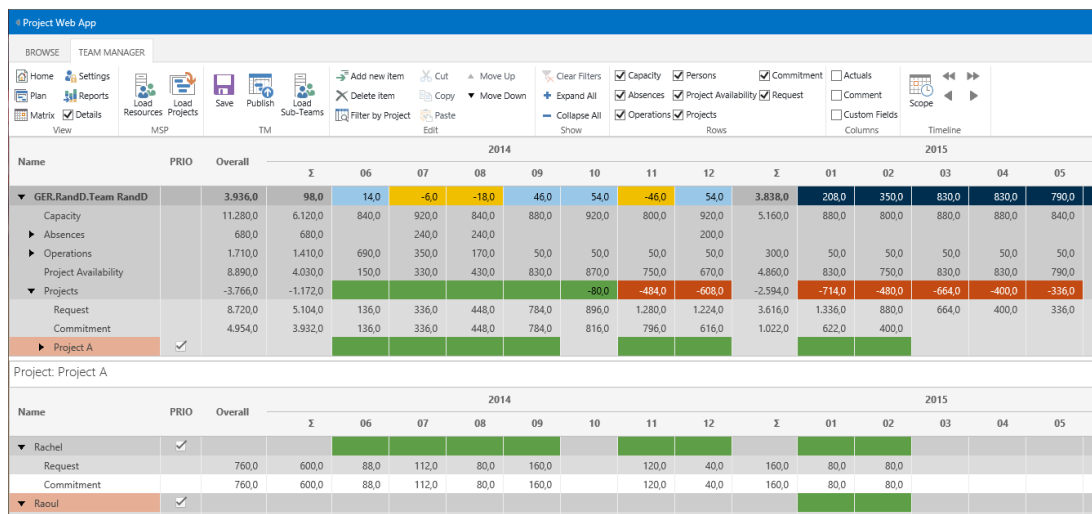 Project Web App
BROWSE TEAM MANAGER
Home Settings Load Resources Load Projects Save Publish Load Sub-Teams Add new item Cut Move Up Clear Filters Capacity Persons Commitment Actuals Scope
Plan Reports Delete item Copy Move Down Expand All Absences Project Availability Request Comment
Matrix Details Filter by Project Paste Collapse All Operations Projects Custom Fields
View MSP TM Edit Show Rows Columns Timeline
Name PRIO Overall 2014 2015
Σ 06 07 08 09 10 11 12 Σ 01 02 03 04 05
GER.RandD.Team RandD 3.936,0 98,0 14,0 -6,0 -18,0 46,0 54,0 -46,0 54,0 3.838,0 208,0 350,0 830,0 830,0 790,0
Capacity 11.280,0 6.120,0 840,0 920,0 840,0 880,0 920,0 800,0 920,0 5.160,0 880,0 800,0 880,0 880,0 840,0
Absences 680,0 680,0 240,0 240,0 200,0
Operations 1.710,0 1.410,0 690,0 350,0 170,0 50,0 50,0 50,0 50,0 300,0 50,0 50,0 50,0 50,0 50,0
Project Availability 8.890,0 4.030,0 150,0 330,0 430,0 830,0 870,0 750,0 670,0 4.860,0 830,0 750,0 830,0 830,0 790,0
Projects -3.766,0 -1.172,0 -80,0 -484,0 -608,0 -2.594,0 -714,0 -480,0 -664,0 -400,0 -336,0
Request 8.720,0 5.104,0 136,0 336,0 448,0 784,0 896,0 1.280,0 1.224,0 3.616,0 1.336,0 880,0 664,0 400,0 336,0
Commitment 4.954,0 3.932,0 136,0 336,0 448,0 784,0 816,0 796,0 616,0 1.022,0 622,0 400,0
Project A
Project: Project A
Name PRIO Overall 2014 2015
Σ 06 07 08 09 10 11 12 Σ 01 02 03 04 05
Rachel
Request 760,0 600,0 88,0 112,0 80,0 160,0 120,0 40,0 160,0 80,0 80,0
Commitment 760,0 600,0 88,0 112,0 80,0 160,0 120,0 40,0 160,0 80,0 80,0
Raoul